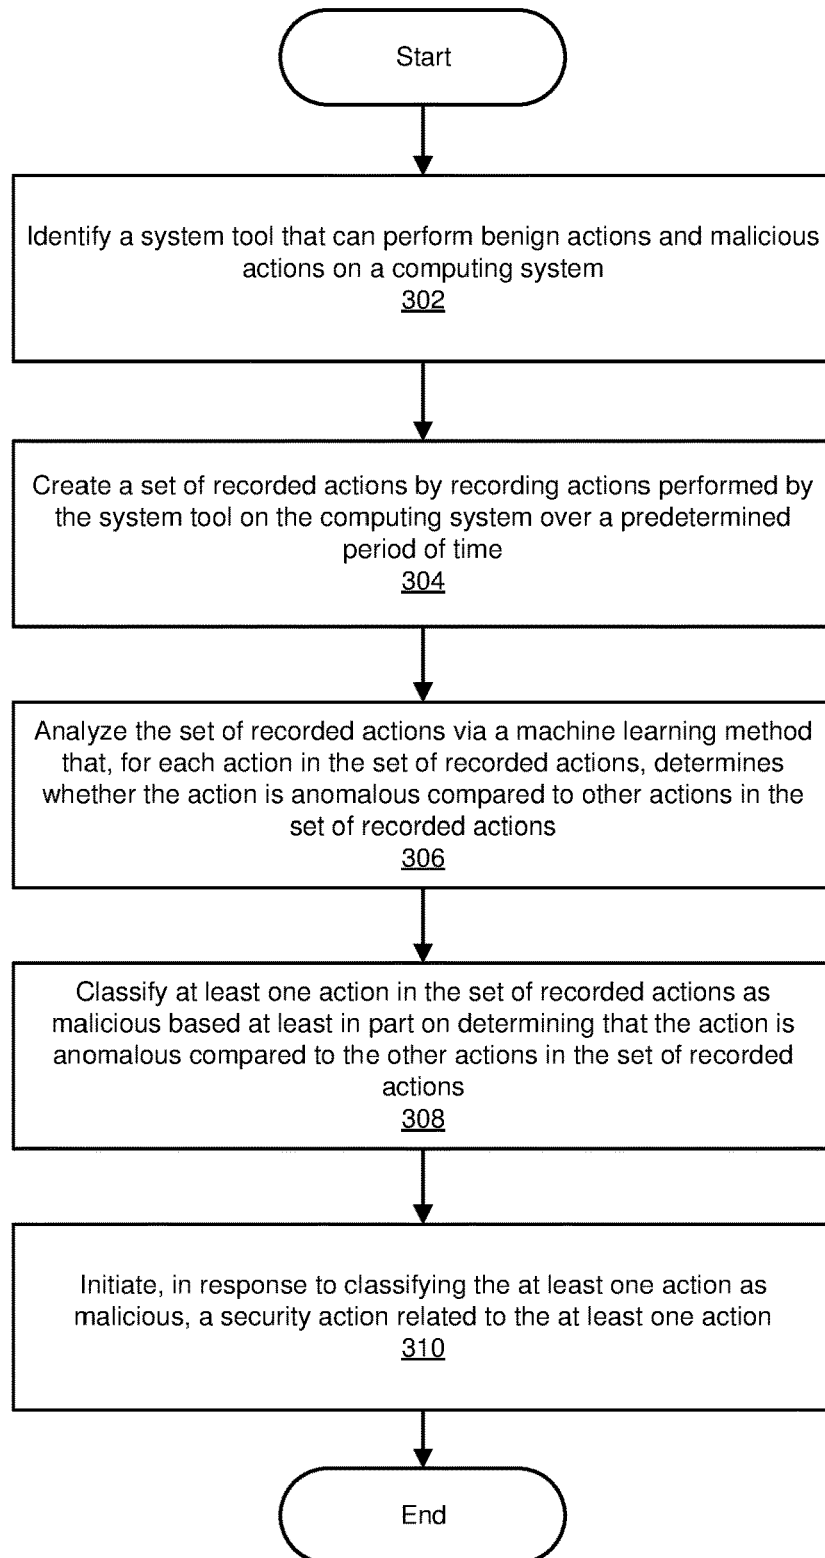 Start
Identify a system tool that can perform benign actions and malicious
actions on a computing system
302
Create a set of recorded actions by recording actions performed by
the system tool on the computing system over a predetermined
period of time
304
Analyze the set of recorded actions via a machine learning method
that, for each action in the set of recorded actions, determines
whether the action is anomalous compared to other actions in the
set of recorded actions
306
Classify at least one action in the set of recorded actions as
malicious based at least in part on determining that the action is
anomalous compared to the other actions in the set of recorded
actions
308
Initiate, in response to classifying the at least one action as
malicious, a security action related to the at least one action
310
End